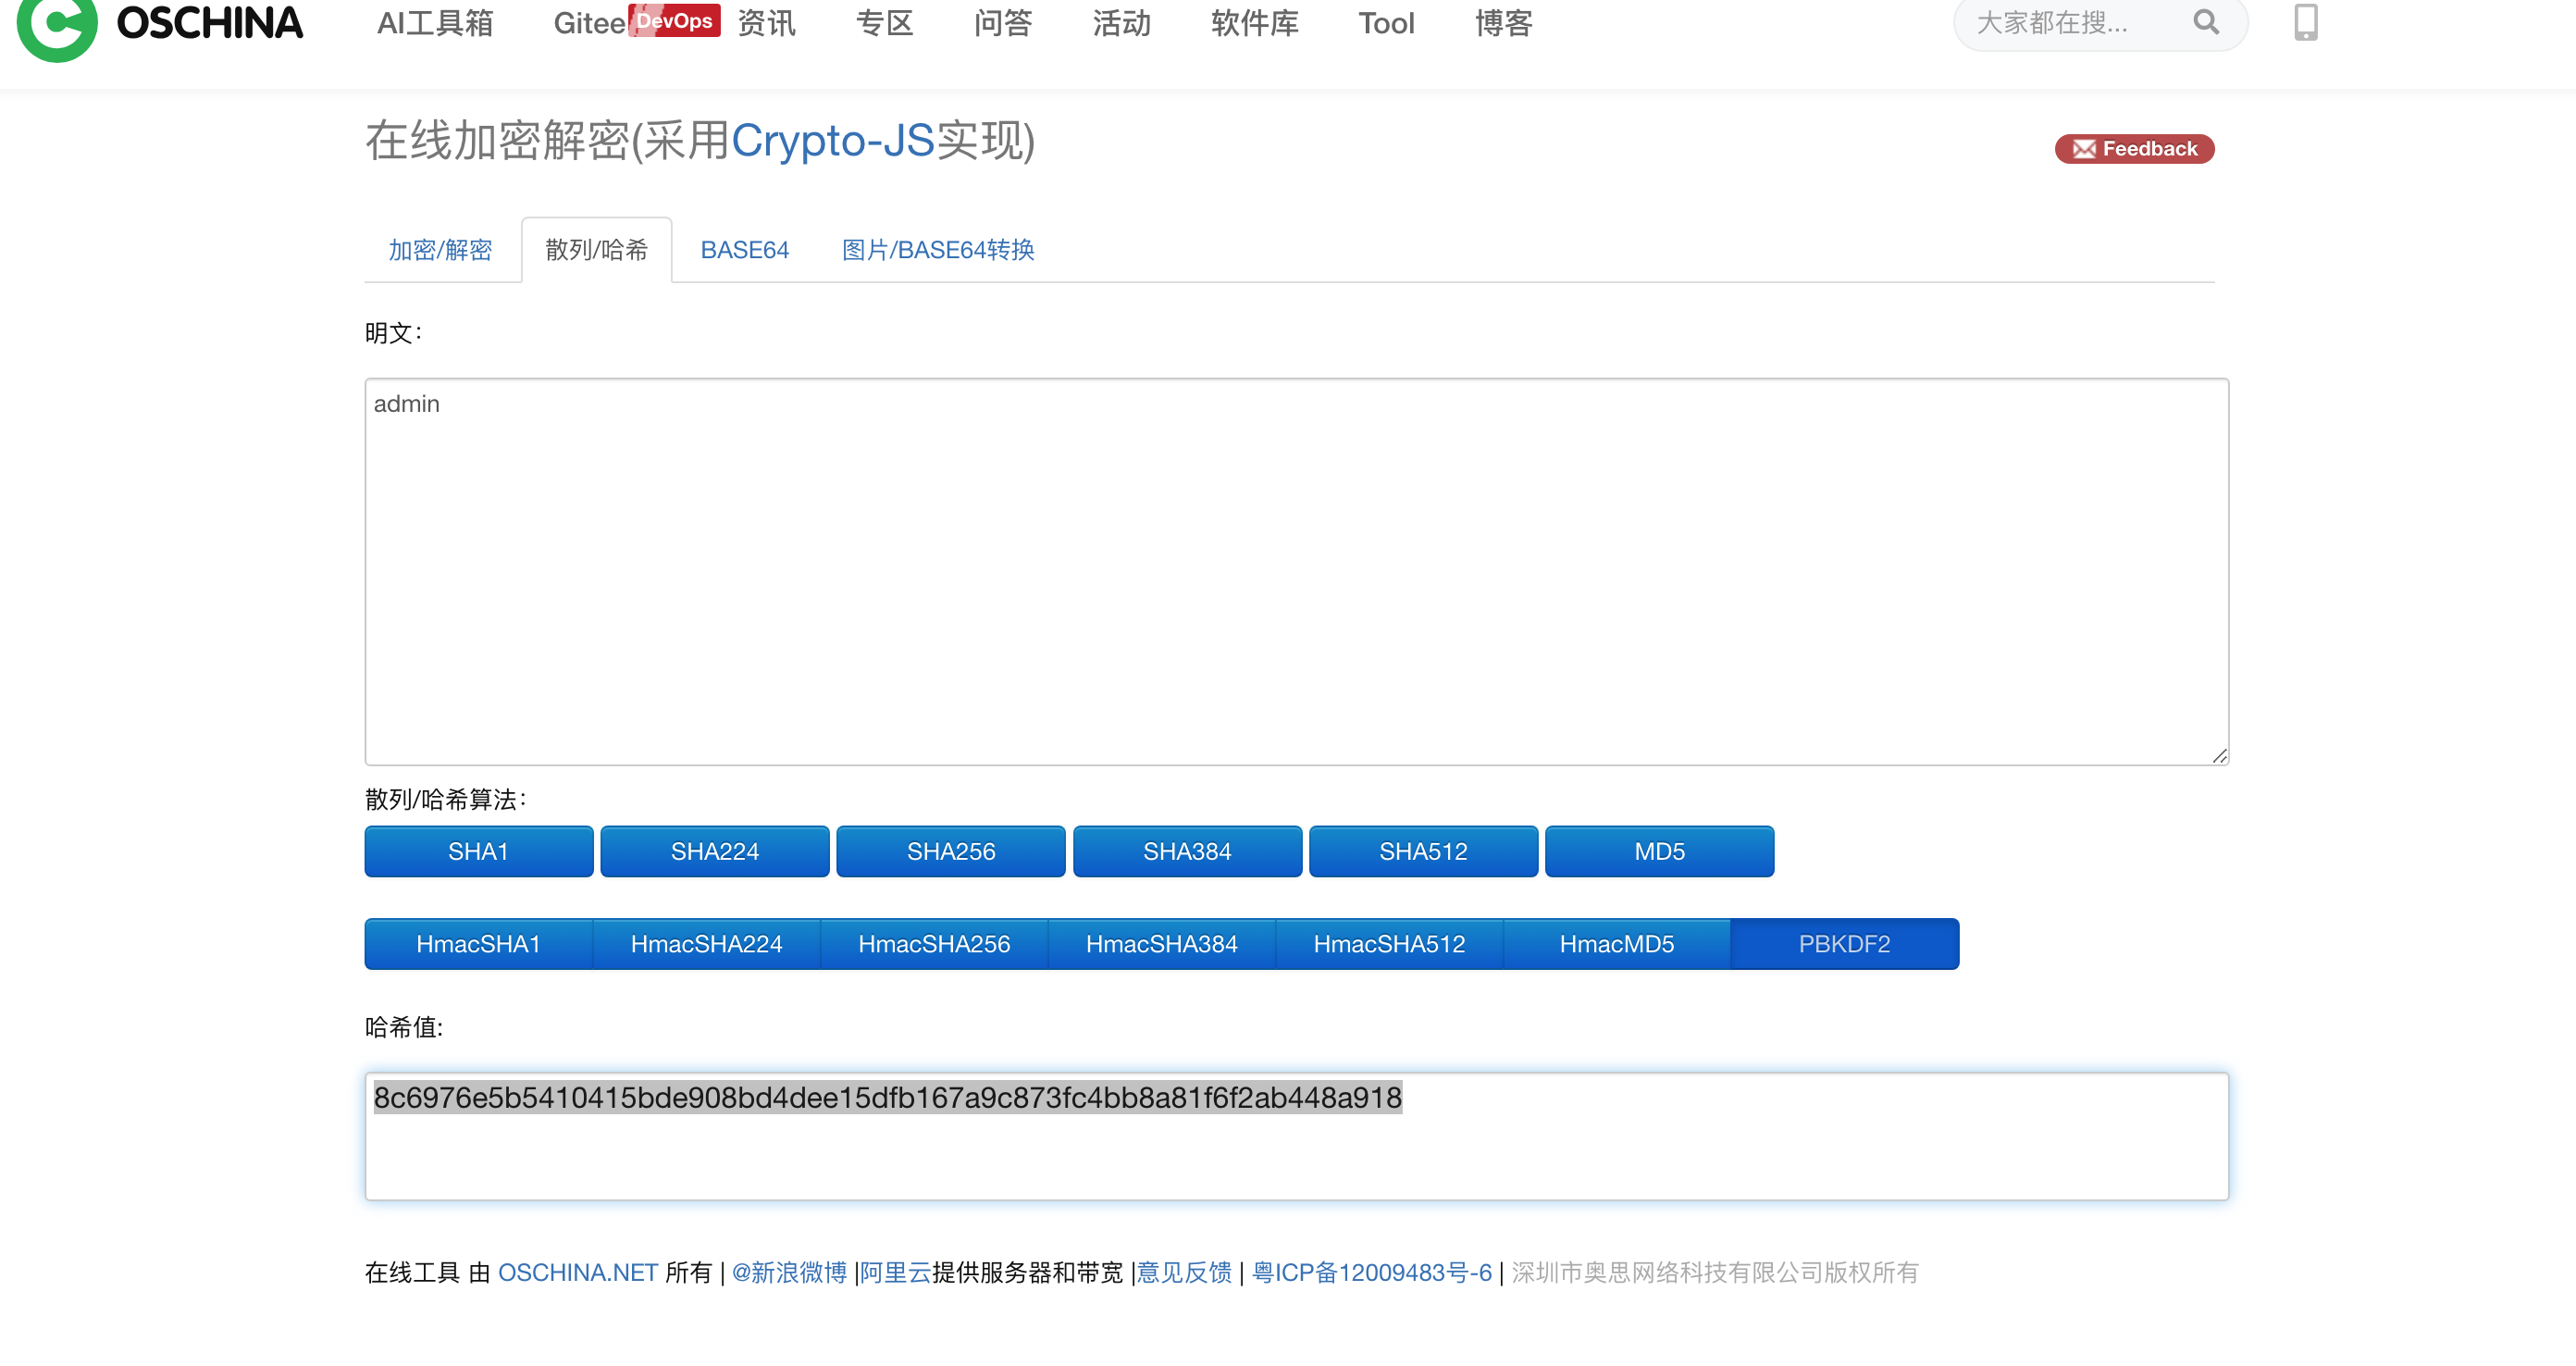 OSCHINA AI工具箱 Gitee DevOps 资讯 专区 问答 活动 软件库 Tool 博客 大家都在搜...
在线加密解密(采用Crypto-JS实现)
Feedback
加密/解密 散列/哈希 BASE64 图片/BASE64转换
明文：
admin
散列/哈希算法：
SHA1 SHA224 SHA256 SHA384 SHA512 MD5
HmacSHA1 HmacSHA224 HmacSHA256 HmacSHA384 HmacSHA512 HmacMD5 PBKDF2
哈希值:
8c6976e5b5410415bde908bd4dee15dfb167a9c873fc4bb8a81f6f2ab448a918
在线工具 由 OSCHINA.NET 所有 | @新浪微博 |阿里云提供服务器和带宽 |意见反馈 | 粤ICP备12009483号-6 | 深圳市奥思网络科技有限公司版权所有